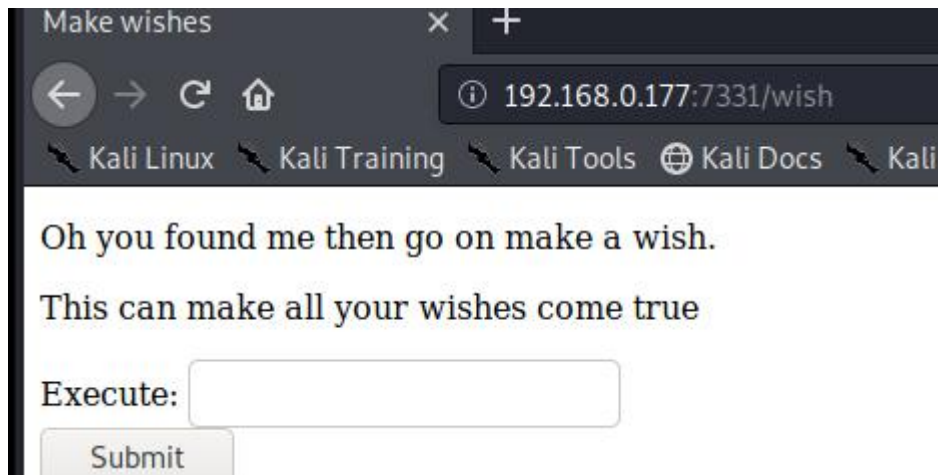 Make wishes
192.168.0.177:7331/wish
Kali Linux Kali Training Kali Tools Kali Docs Kali
Oh you found me then go on make a wish.
This can make all your wishes come true
Execute:
Submit